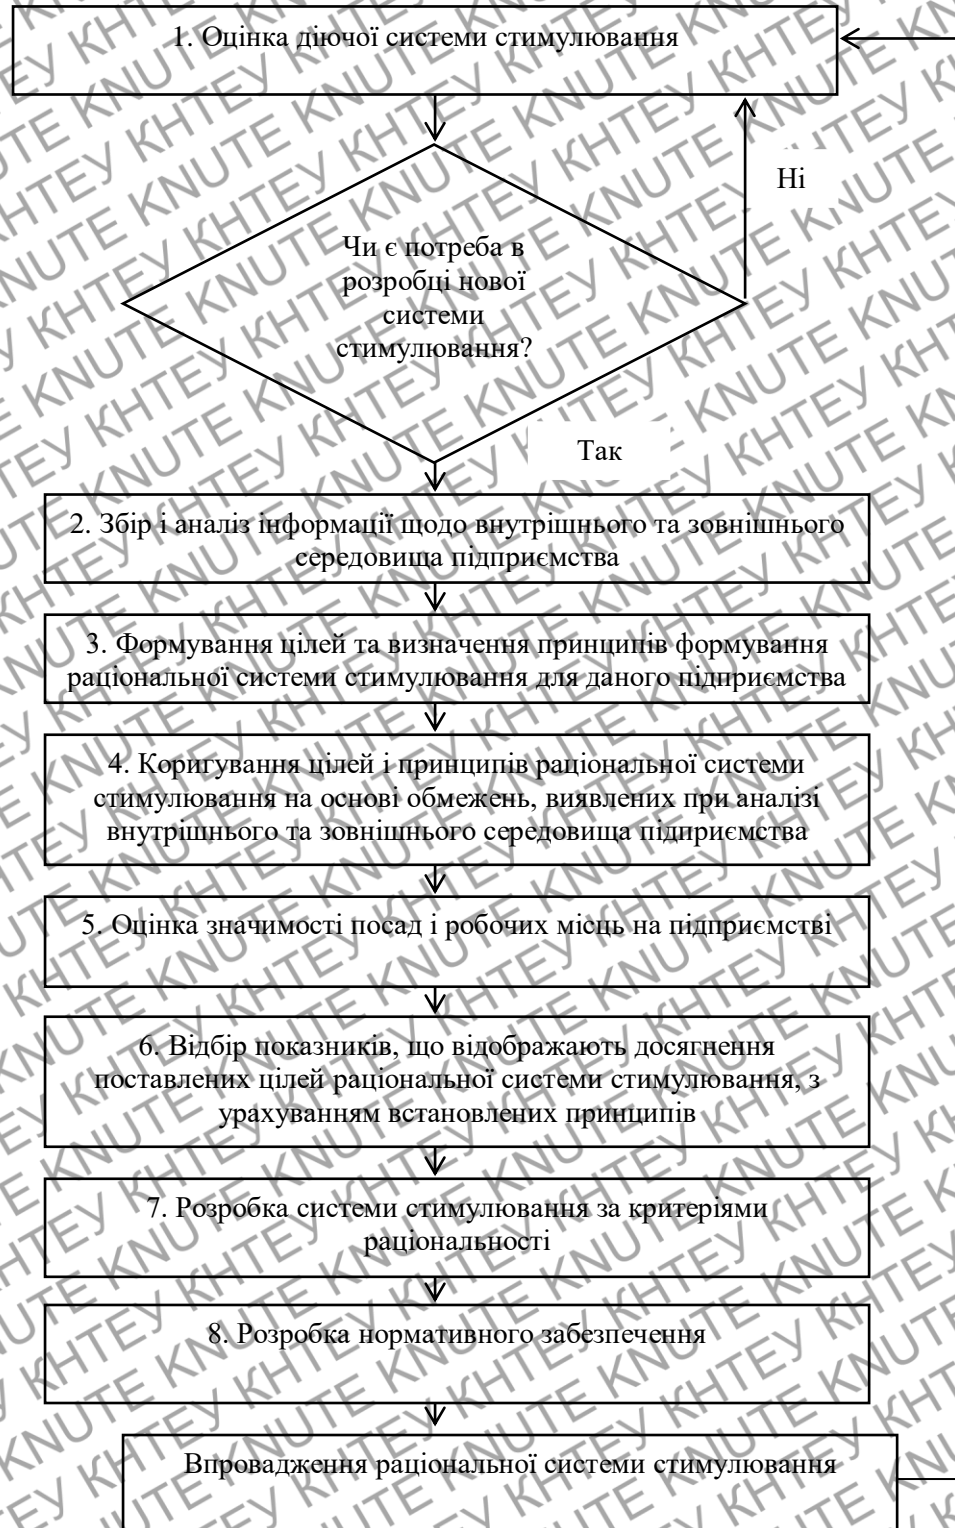 1. Оцінка діючої системи стимулювання
Ні
Чи є потреба в
розробці нової
системи
стимулювання?
Так
2. Збір і аналіз інформації щодо внутрішнього та зовнішнього
середовища підприємства
3. Формування цілей та визначення принципів формування
раціональної системи стимулювання для даного підприємства
4. Коригування цілей і принципів раціональної системи
стимулювання на основі обмежень, виявлених при аналізі
внутрішнього та зовнішнього середовища підприємства
5. Оцінка значимості посад і робочих місць на підприємстві
6. Відбір показників, що відображають досягнення
поставлених цілей раціональної системи стимулювання, з
урахуванням встановлених принципів
7. Розробка системи стимулювання за критеріями
раціональності
8. Розробка нормативного забезпечення
Впровадження раціональної системи стимулювання